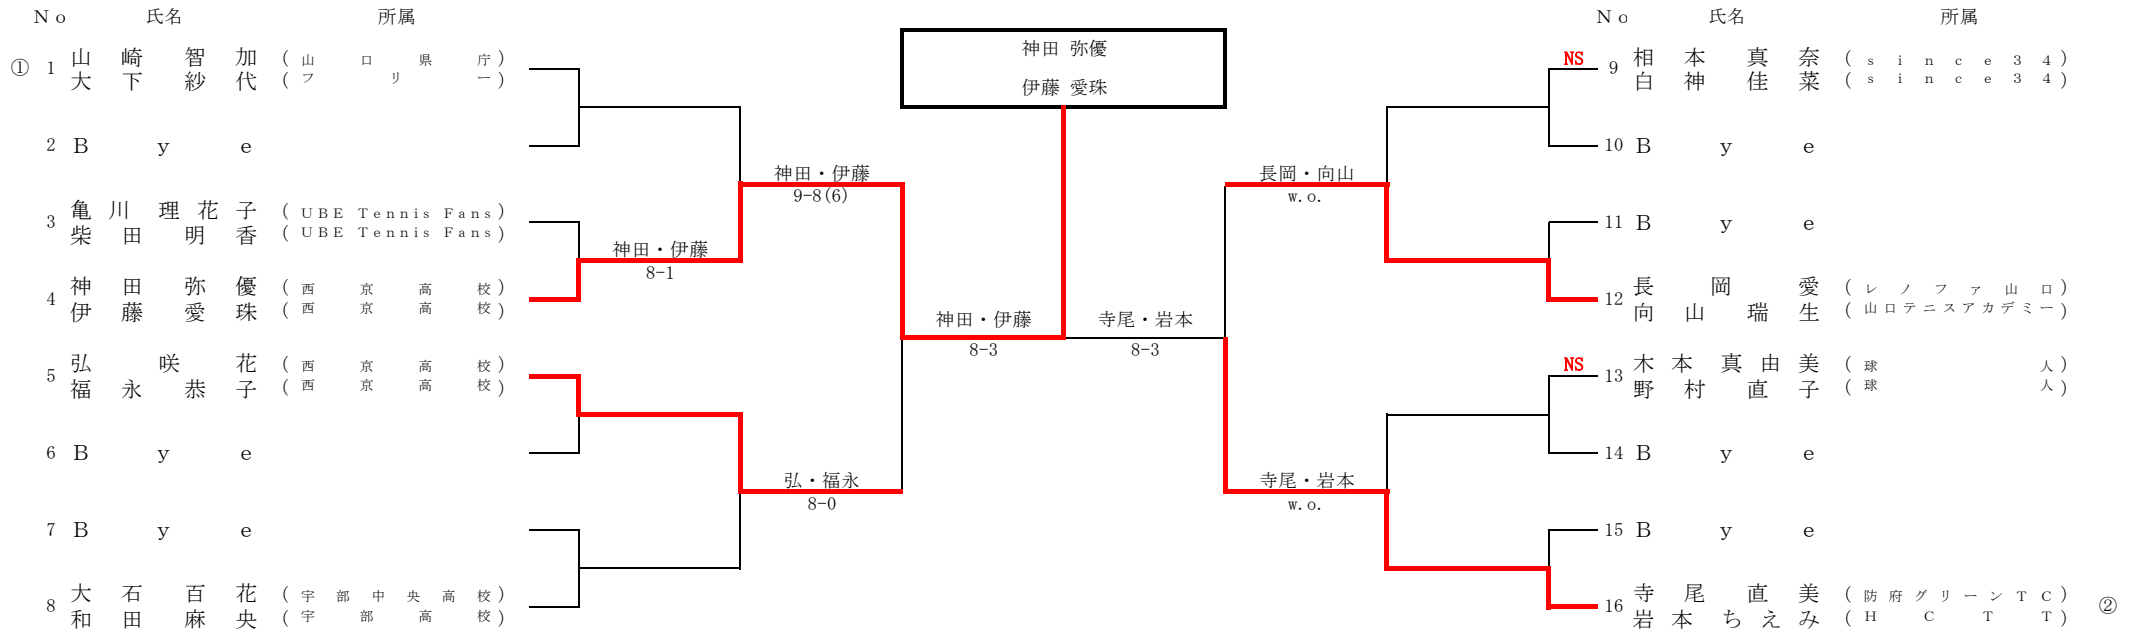 No 氏名 所属
① 1 山崎智加 (山口県庁)
大下紗代 (フリー)
2 Bye
3 亀川理花子 (UBE Tennis Fans)
柴田明香 (UBE Tennis Fans)
4 神田弥優 (西京高校)
伊藤愛珠 (西京高校)
5 弘咲花 (西京高校)
福永恭子 (西京高校)
6 Bye
7 Bye
8 大石百花 (宇部中央高校)
和田麻央 (宇部高校)
神田・伊藤
8-1
神田・伊藤
9-8(6)
弘・福永
8-0
神田 弥優
伊藤 愛珠
神田・伊藤
8-3
寺尾・岩本
8-3
長岡・向山
w.o.
寺尾・岩本
w.o.
No 氏名 所属
NS 9 相本真奈 (since34)
白神佳菜 (since34)
10 Bye
11 Bye
12 長岡愛 (レノファ山口)
向山瑞生 (山口テニスアカデミー)
NS 13 木本真由美 (球人)
野村直子 (球人)
14 Bye
15 Bye
16 寺尾直美 (防府グリーンTC)
岩本ちえみ (HCTT) ②